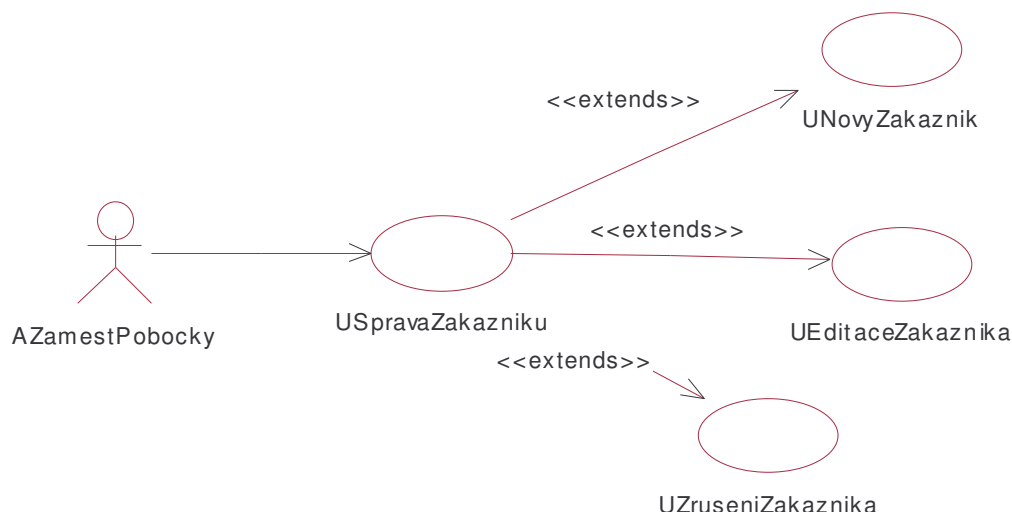 <<extends>>
UNovyZakaznik
<<extends>>
AZamestPobocky
USpravaZakazniku
UEditaceZakaznika
<<extends>>
UZruseniZakaznika